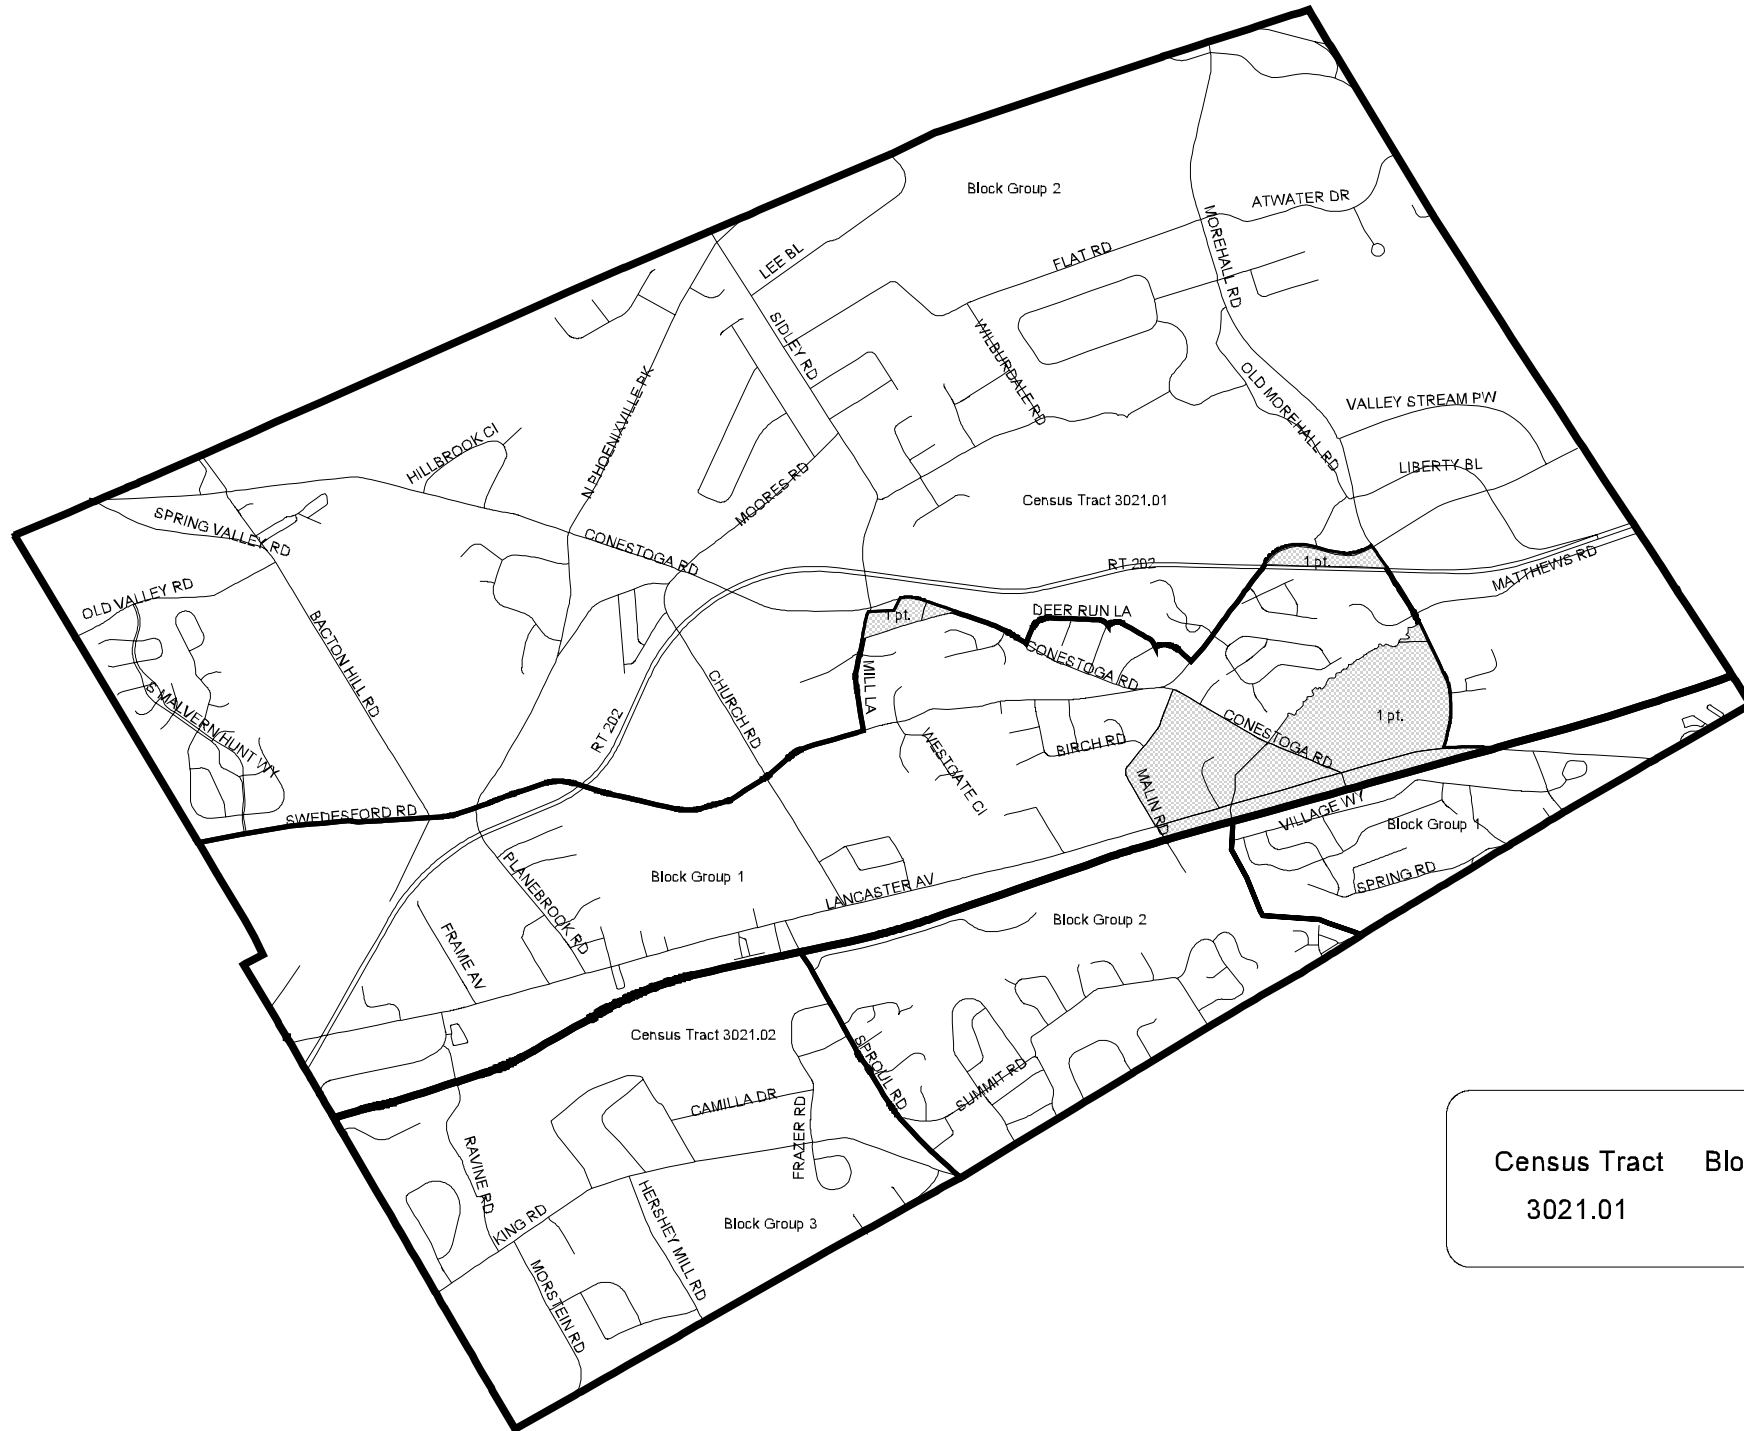 Block Group 2
ATWATER DR
MOREHALL RD
FLAT RD
LEE BL
SIDLEY RD
WILBURDALE RD
OLD MOREHALL RD
N PHOENIXVILLE PK
VALLEY STREAM PW
HILLBROOK CI
LIBERTY BL
MOORES RD
Census Tract 3021.01
SPRING VALLEY RD
CONESTOGA RD
RT 202
1 pt.
MATTHEWS RD
OLD VALLEY RD
BACTON HILL RD
1 pt.
DEER RUN LA
CONESTOGA RD
MILL LA
CHURCH RD
S MALVERN HUNT WY
RT 202
1 pt.
CONESTOGA RD
WESTGATE CI
BIRCH RD
MALIN RD
SWEDESFORD RD
VILLAGE WY
Block Group 1
PLANEBROOK RD
Block Group 1
LANCASTER AV
SPRING RD
Block Group 2
FRAME AV
Census Tract 3021.02
SPROUL RD
SUMMIT RD
CAMILLA DR
FRAZER RD
RAVINE RD
HERSHEY MILL RD
KING RD
Block Group 3
MORSTEIN RD
Census Tract Blo
3021.01